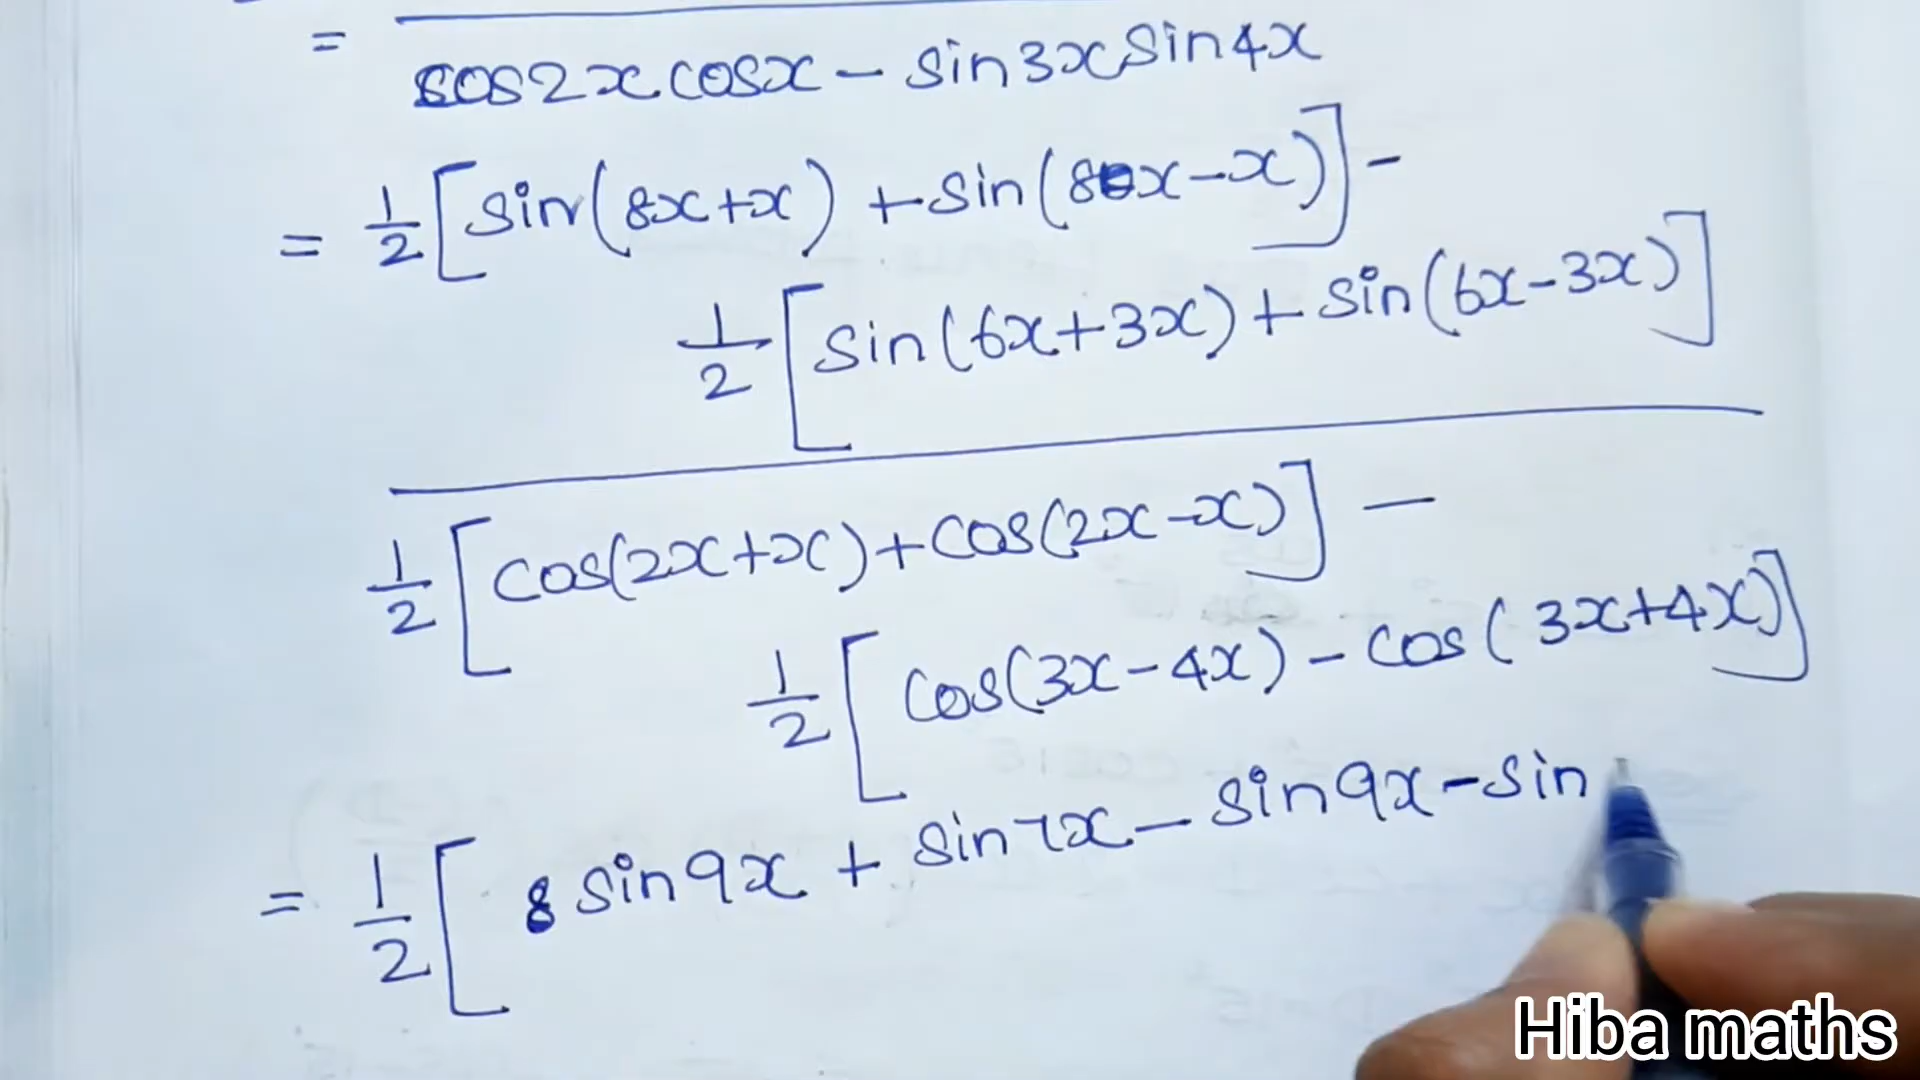 =
cos2x cosx - sin3x sin4x
= 1/2 [sin(8x+x) + sin(8x-x)] -
1/2 [sin(6x+3x) + sin(6x-3x)]
1/2 [cos(2x+x) + cos(2x-x)] -
1/2 [cos(3x-4x) - cos(3x+4x)]
= 1/2 [ sin9x + sin7x - sin9x - sin
Hiba maths